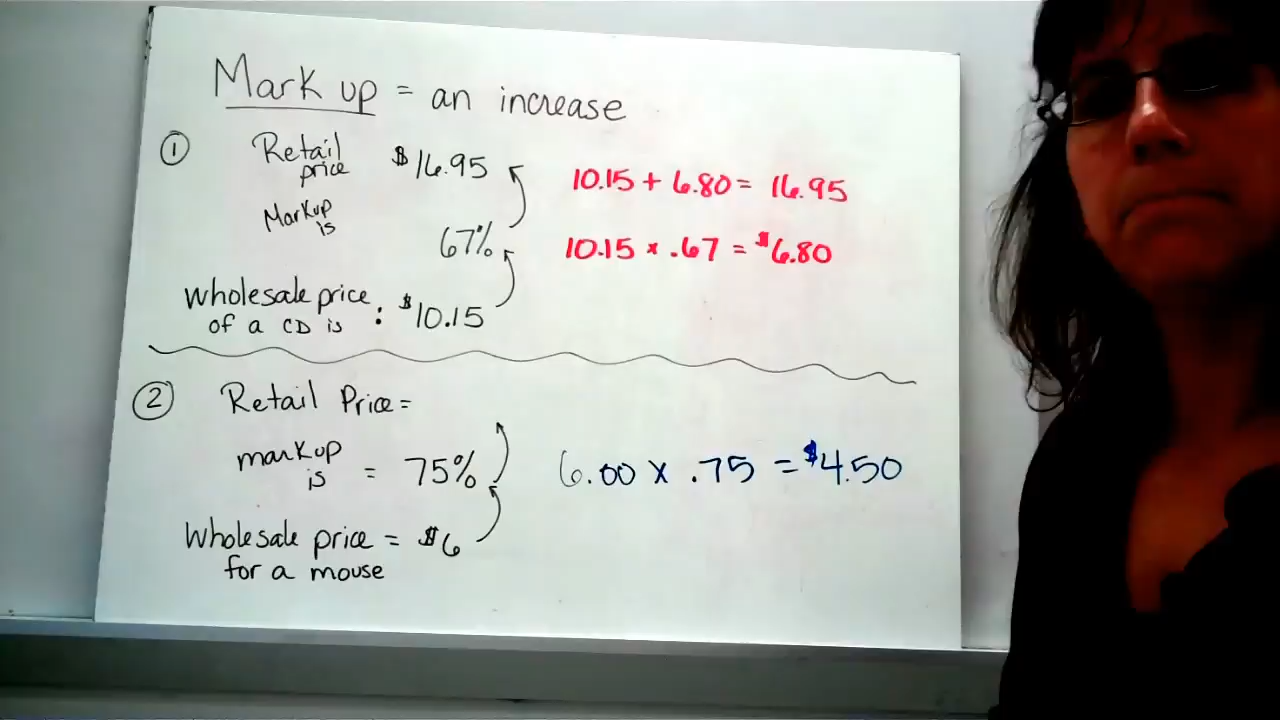 Mark up = an increase
① Retail price $16.95
10.15 + 6.80 = 16.95
Markup is 67%
10.15 x .67 = $6.80
Wholesale price of a CD is : $10.15
② Retail Price =
markup is = 75%
6.00 x .75 = $4.50
Wholesale price = $6
for a mouse